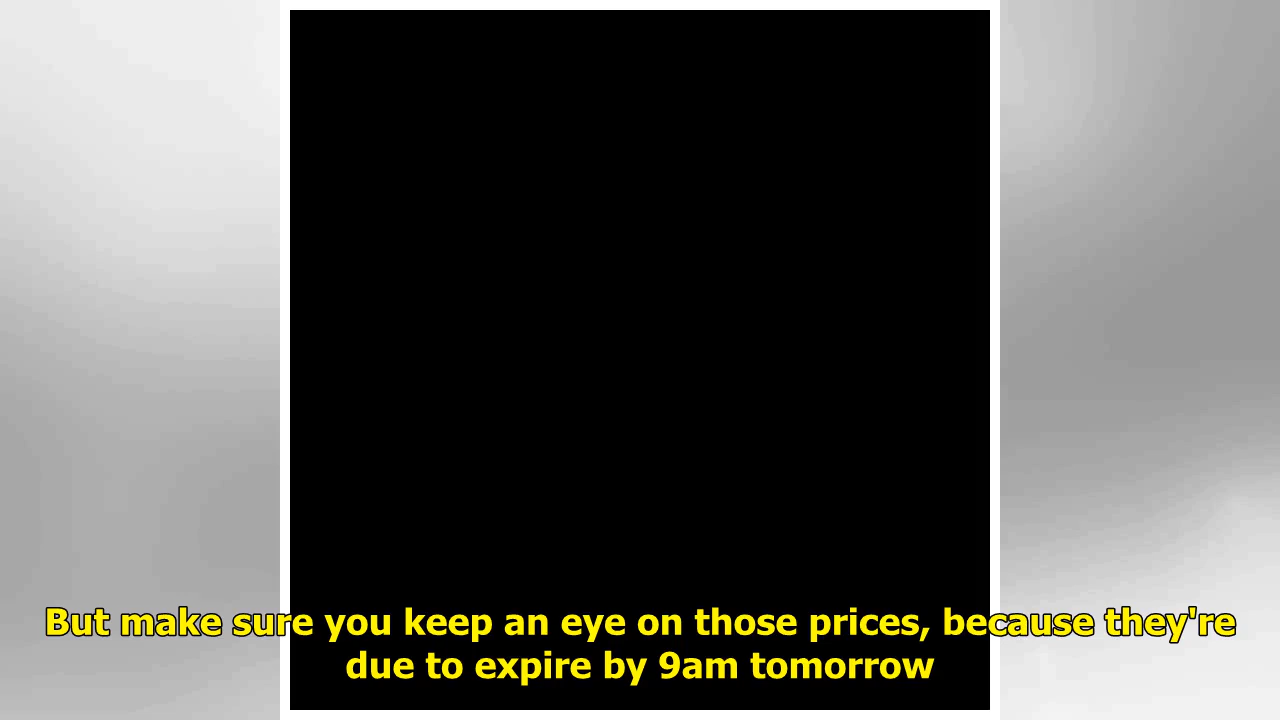 But make sure you keep an eye on those prices, because they're
due to expire by 9am tomorrow